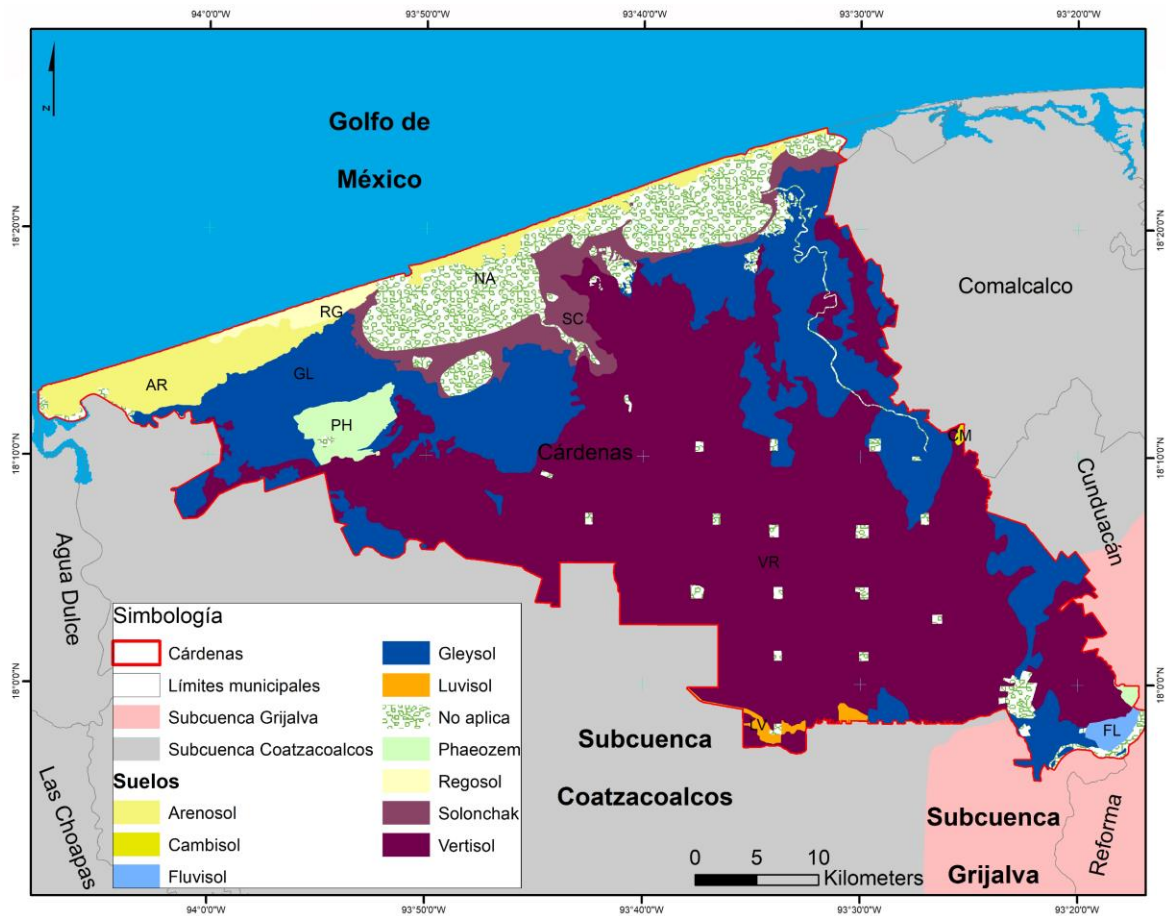 94°0'0"W 93°50'0"W 93°40'0"W 93°30'0"W 93°20'0"W
N
Golfo de
México
18°20'0"N
18°20'0"N
Comalcalco
NA
RG
SC
GL
AR
PH
CM
18°10'0"N
Cárdenas
18°10'0"N
Cunduacán
VR
Agua Dulce
Simbología
Cárdenas
Límites municipales
Subcuenca Grijalva
Subcuenca Coatzacoalcos
Suelos
Arenosol
Cambisol
Fluvisol
Gleysol
Luvisol
No aplica
Phaeozem
Regosol
Solonchak
Vertisol
18°0'0"N
18°0'0"N
LV
FL
Subcuenca
Coatzacoalcos
Las Choapas
Subcuenca
Grijalva
Reforma
0 5 10
Kilometers
94°0'0"W 93°50'0"W 93°40'0"W 93°30'0"W 93°20'0"W